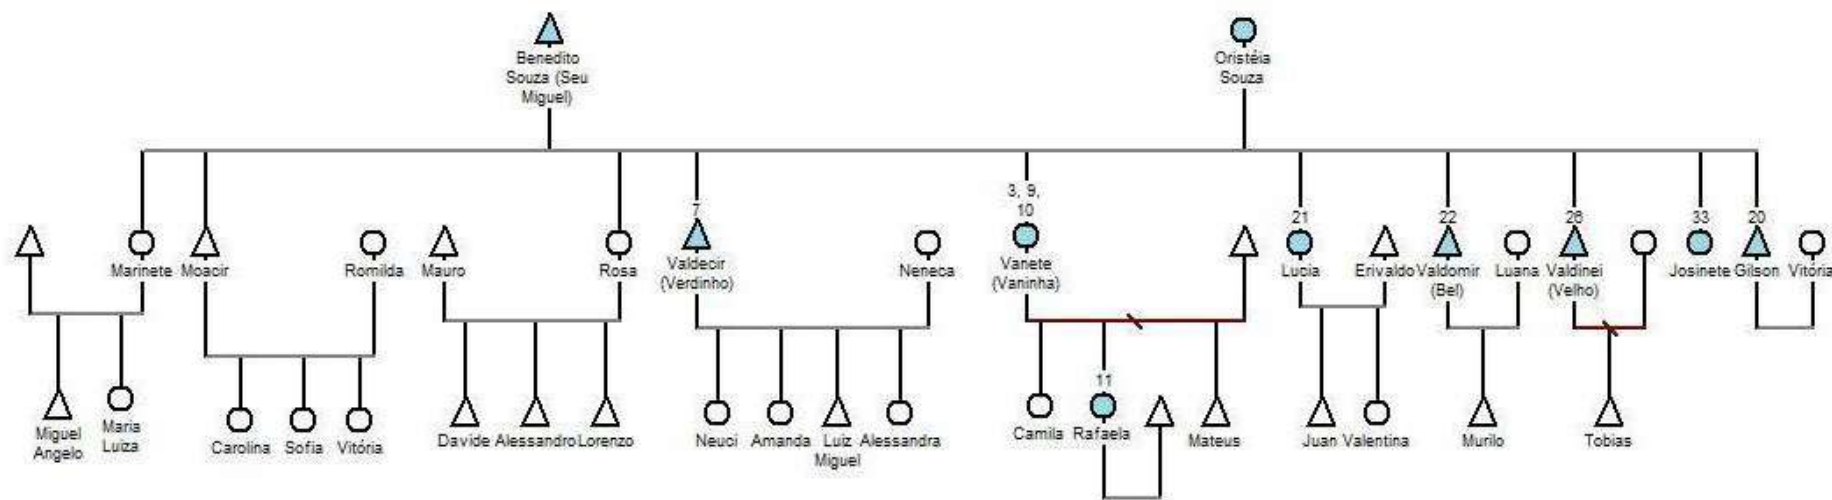 Benedito
Souza (Seu
Miguel)
Oristéia
Souza
3, 9,
10
7
21
22
28
33
20
Marinete
Moacir
Romilda
Mauro
Rosa
Valdecir
(Verdinho)
Neneca
Vanete
(Vaninha)
Lucia
Erivaldo
Valdomir
(Bel)
Luana
Valdinei
(Velho)
Josinete
Gilson
Vitória
11
Miguel
Angelo
Maria
Luiza
Carolina
Sofia
Vitória
Davide
Alessandro
Lorenzo
Neuci
Amanda
Luiz
Miguel
Alessandra
Camila
Rafaela
Mateus
Juan
Valentina
Murilo
Tobias